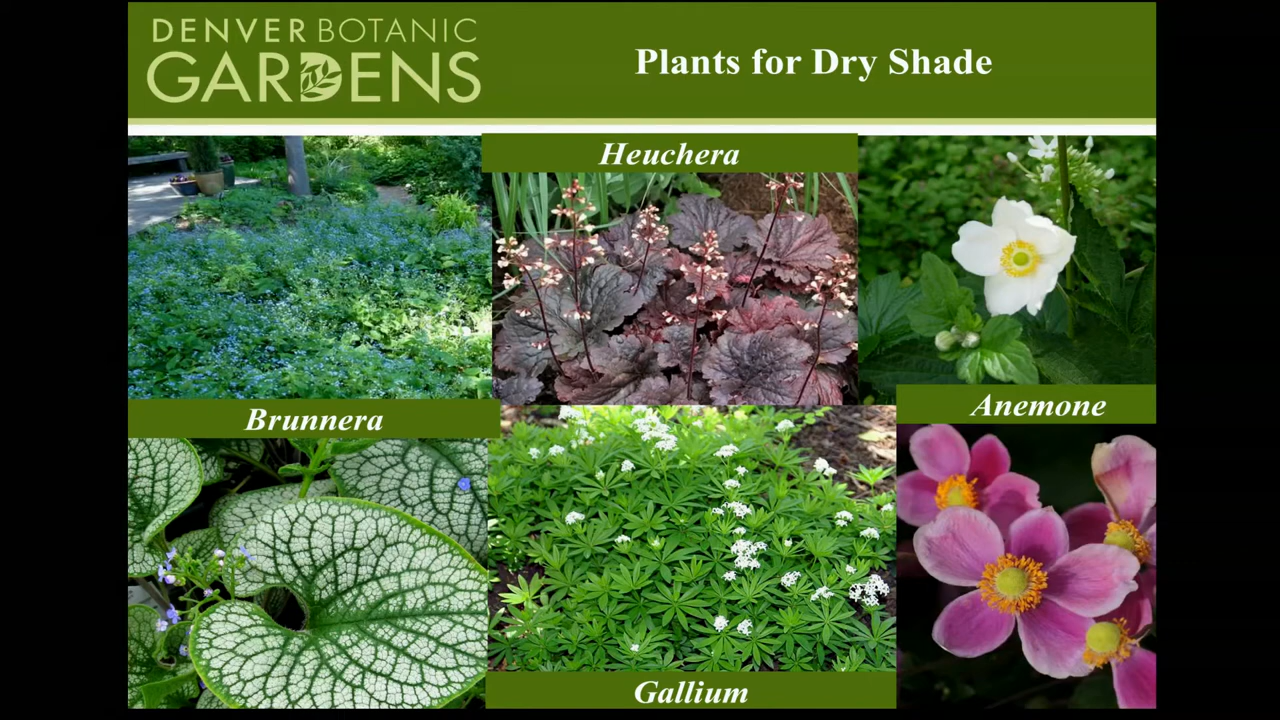 DENVER BOTANIC
GARDENS
Plants for Dry Shade
Heuchera
Brunnera
Anemone
Gallium